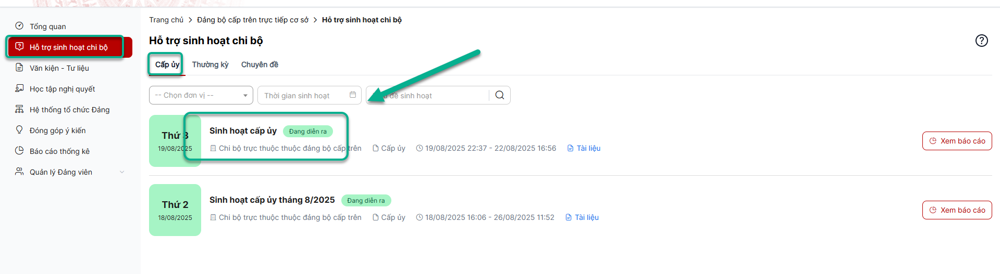 Trang chủ > Đảng bộ cấp trên trực tiếp cơ sở > Hỗ trợ sinh hoạt chi bộ
Tổng quan
Hỗ trợ sinh hoạt chi bộ
Văn kiện - Tư liệu
Học tập nghị quyết
Hệ thống tổ chức Đảng
Đóng góp ý kiến
Báo cáo thống kê
Quản lý Đảng viên
Hỗ trợ sinh hoạt chi bộ
Cấp ủy Thường kỳ Chuyên đề
-- Chọn đơn vị -- Thời gian sinh hoạt đề sinh hoạt
Thứ 3
19/08/2025
Sinh hoạt cấp ủy Đang diễn ra
Chi bộ trực thuộc thuộc đảng bộ cấp trên Cấp ủy 19/08/2025 22:37 - 22/08/2025 16:56 Tài liệu
Xem báo cáo
Thứ 2
18/08/2025
Sinh hoạt cấp ủy tháng 8/2025 Đang diễn ra
Chi bộ trực thuộc thuộc đảng bộ cấp trên Cấp ủy 18/08/2025 16:06 - 26/08/2025 11:52 Tài liệu
Xem báo cáo